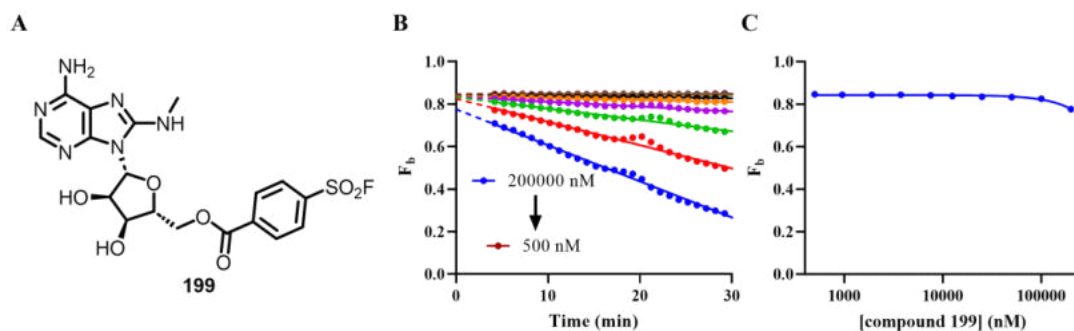 A
NH₂
N
N
N
N
NH
HO
O
HO
O
O
SO₂F
199
B
1.0
0.8
0.6
0.4
0.2
0.0
F_b
200000 nM
500 nM
0
10
20
30
Time (min)
C
1.0
0.8
0.6
0.4
0.2
0.0
F_b
1000
10000
100000
[compound 199] (nM)